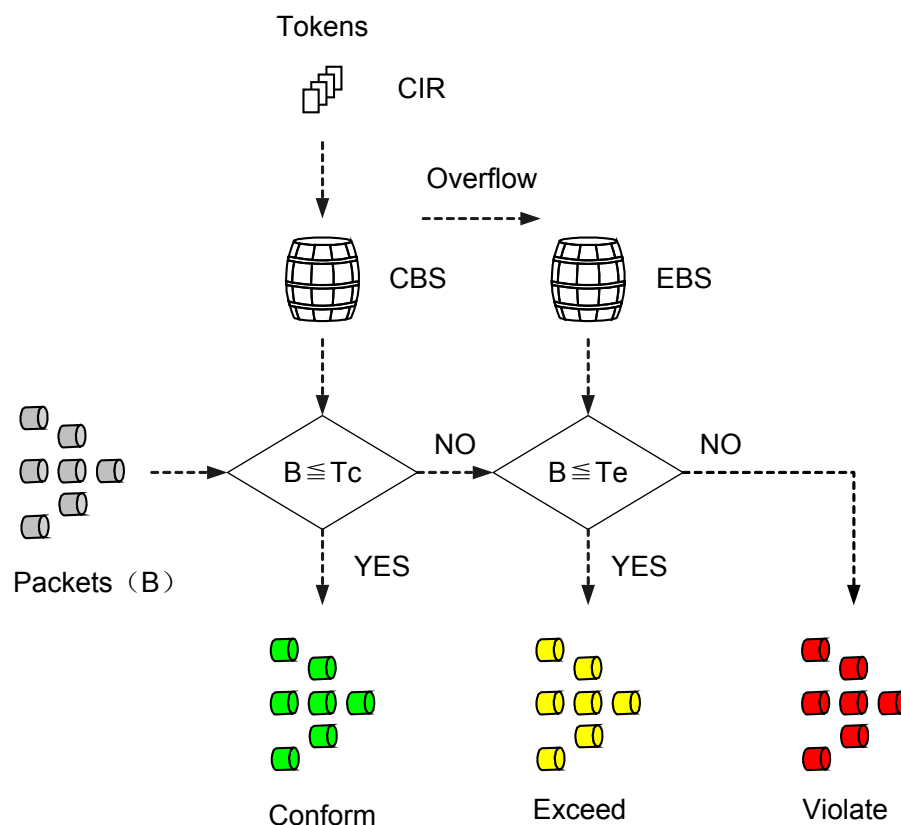 Tokens
CIR
Overflow
CBS
EBS
B≦Tc
NO
B≦Te
NO
YES
YES
Packets（B）
Conform
Exceed
Violate